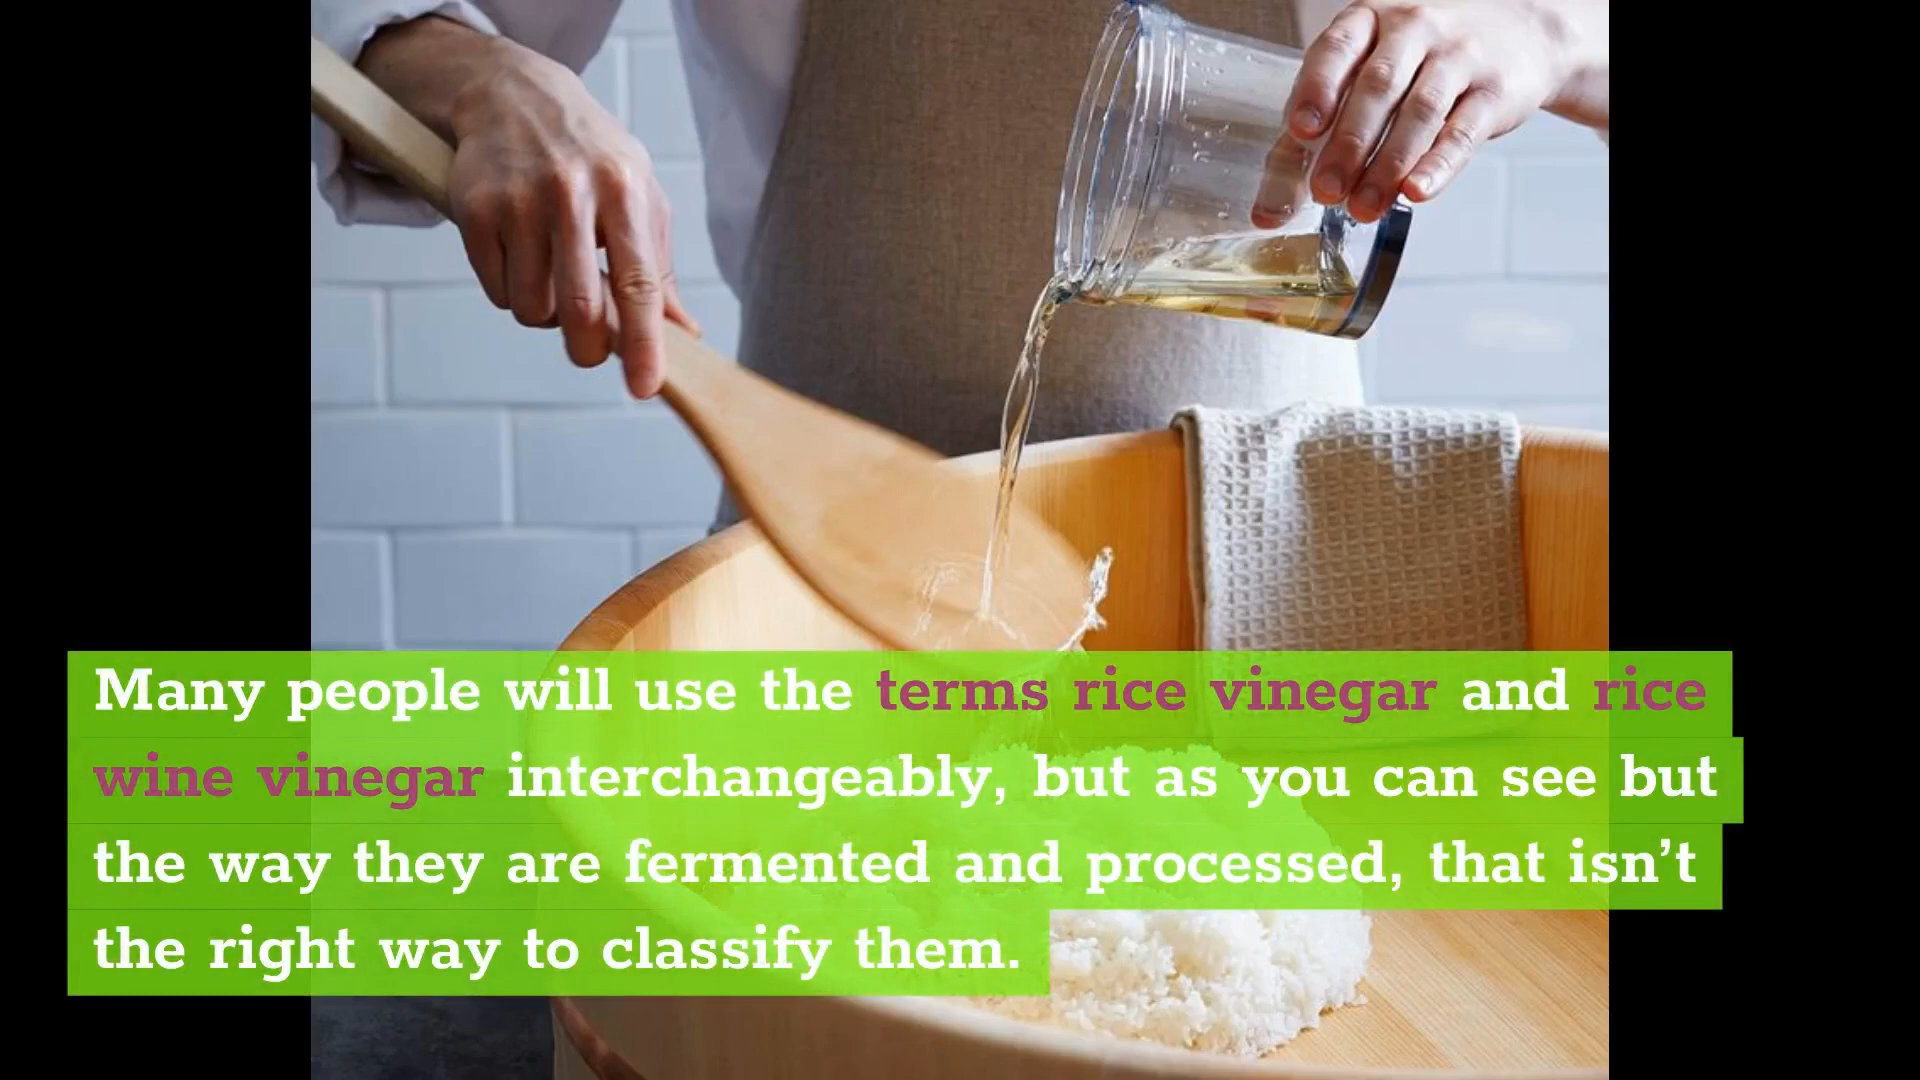 Many people will use the terms rice vinegar and rice
wine vinegar interchangeably, but as you can see but
the way they are fermented and processed, that isn’t
the right way to classify them.